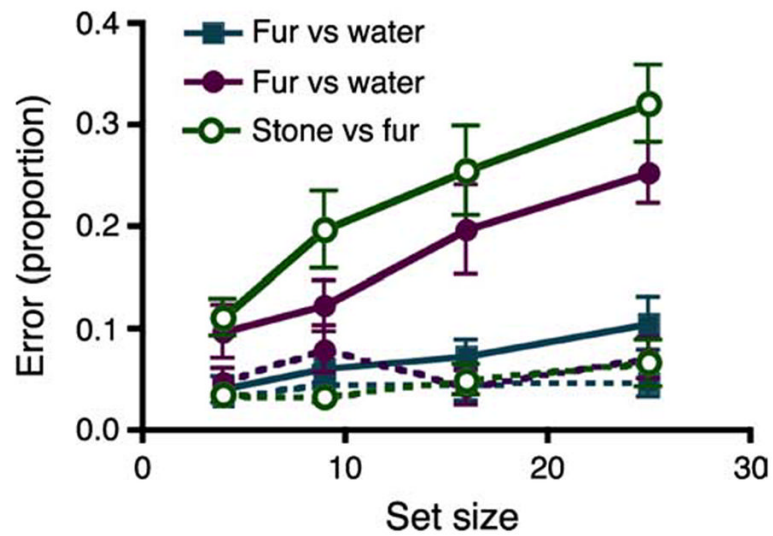 0.4
Fur vs water
Fur vs water
Stone vs fur
0.3
0.2
0.1
0.0
Error (proportion)
0 10 20 30
Set size